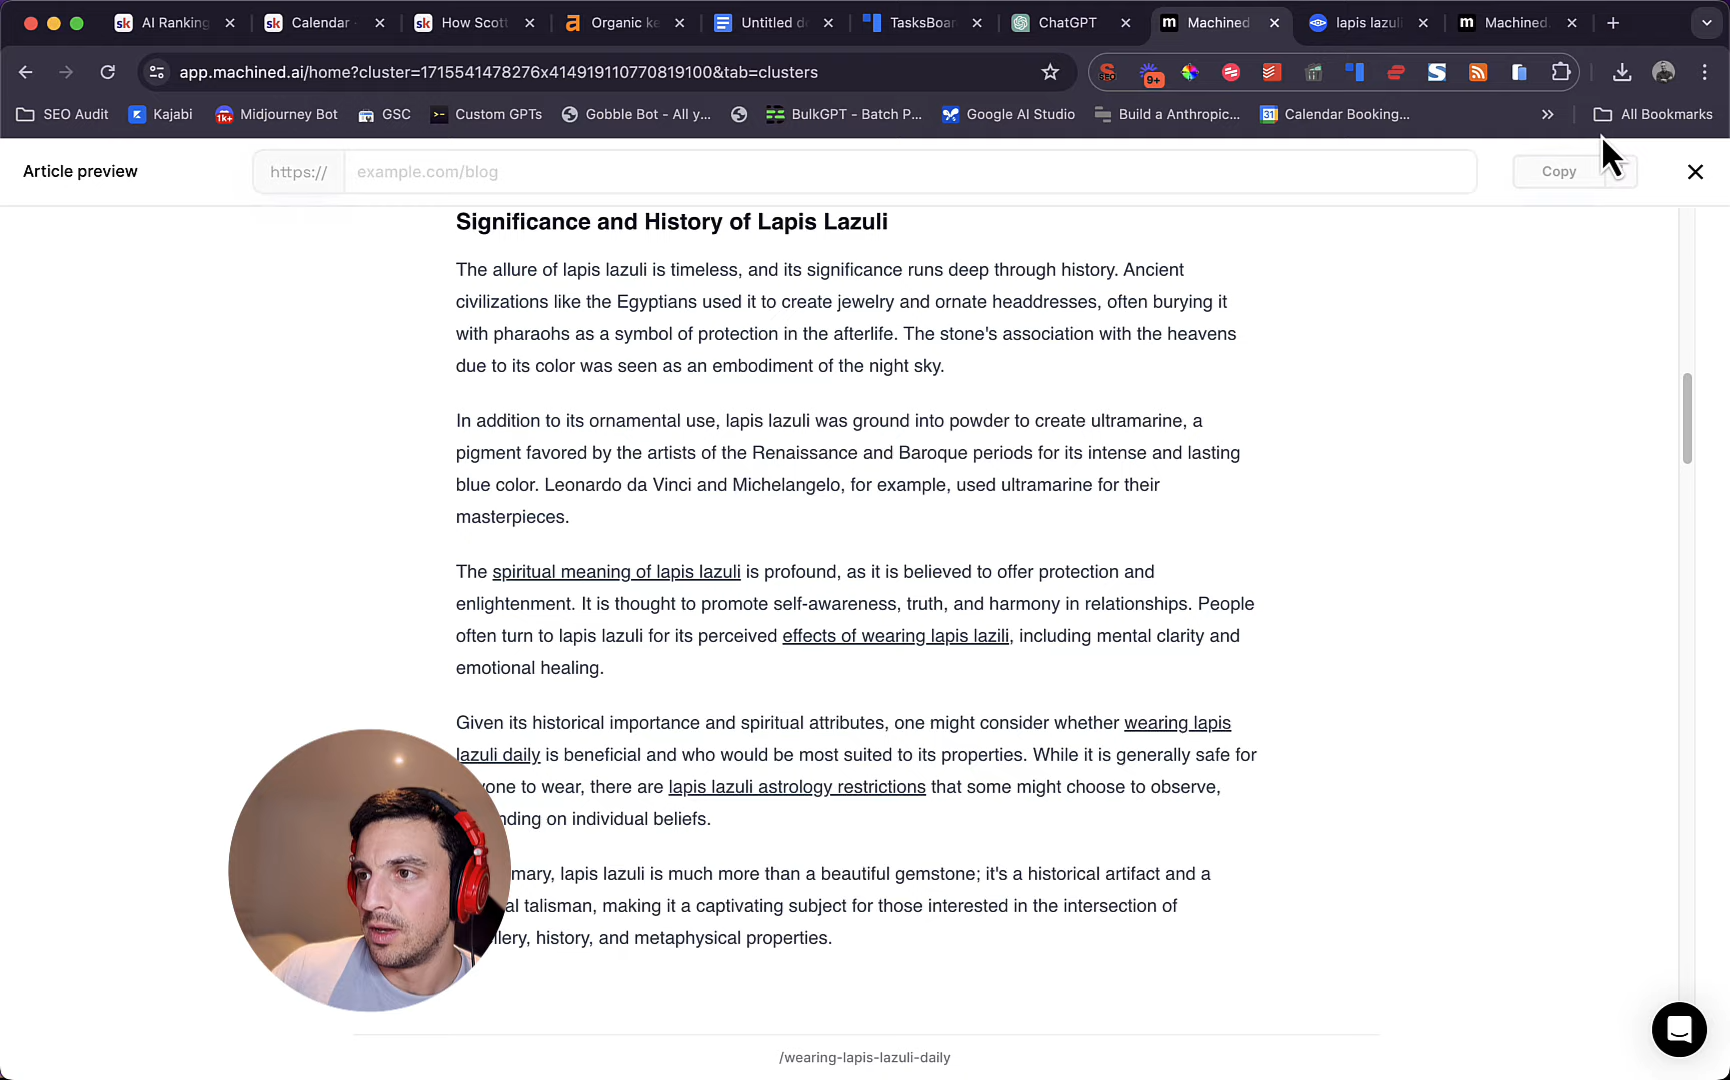 AI Ranking
Calendar -
How Scott
Organic ke
Untitled do
TasksBoar
ChatGPT
Machined
lapis lazuli
Machined.
app.machined.ai/home?cluster=1715541478276x414919110770819100&tab=clusters
9+
SEO Audit
Kajabi
Midjourney Bot
GSC
Custom GPTs
Gobble Bot - All y...
BulkGPT - Batch P...
Google AI Studio
Build a Anthropic...
Calendar Booking...
All Bookmarks
Article preview
https://
example.com/blog
Copy
Significance and History of Lapis Lazuli
The allure of lapis lazuli is timeless, and its significance runs deep through history. Ancient
civilizations like the Egyptians used it to create jewelry and ornate headdresses, often burying it
with pharaohs as a symbol of protection in the afterlife. The stone's association with the heavens
due to its color was seen as an embodiment of the night sky.
In addition to its ornamental use, lapis lazuli was ground into powder to create ultramarine, a
pigment favored by the artists of the Renaissance and Baroque periods for its intense and lasting
blue color. Leonardo da Vinci and Michelangelo, for example, used ultramarine for their
masterpieces.
The spiritual meaning of lapis lazuli is profound, as it is believed to offer protection and
enlightenment. It is thought to promote self-awareness, truth, and harmony in relationships. People
often turn to lapis lazuli for its perceived effects of wearing lapis lazili, including mental clarity and
emotional healing.
Given its historical importance and spiritual attributes, one might consider whether wearing lapis
lazuli daily is beneficial and who would be most suited to its properties. While it is generally safe for
yone to wear, there are lapis lazuli astrology restrictions that some might choose to observe,
nding on individual beliefs.
mary, lapis lazuli is much more than a beautiful gemstone; it's a historical artifact and a
al talisman, making it a captivating subject for those interested in the intersection of
llery, history, and metaphysical properties.
/wearing-lapis-lazuli-daily